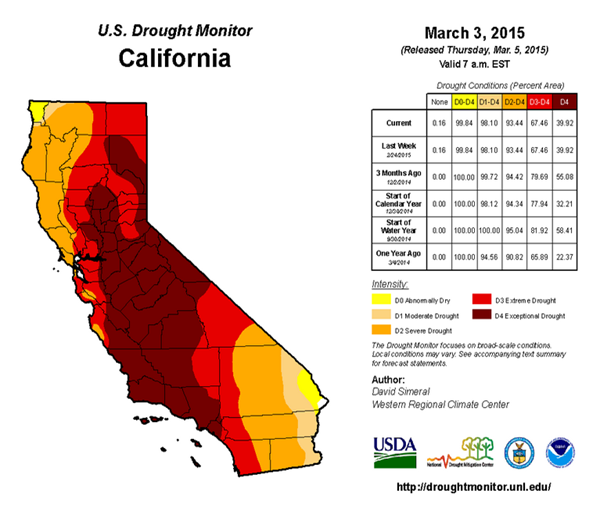 U.S. Drought Monitor
California
March 3, 2015
(Released Thursday, Mar. 5, 2015)
Valid 7 a.m. EST
Drought Conditions (Percent Area)
None D0-D4 D1-D4 D2-D4 D3-D4 D4
Current 0.16 99.84 98.10 93.44 67.46 39.92
Last Week 0.16 99.84 98.10 93.44 67.46 39.92
2/24/2015
3 Months Ago 0.00 100.00 99.72 94.42 79.69 55.08
12/2/2014
Start of
Calendar Year 0.00 100.00 98.12 94.34 77.94 32.21
12/30/2014
Start of
Water Year 0.00 100.00 100.00 95.04 81.92 58.41
9/30/2014
One Year Ago 0.00 100.00 94.56 90.82 65.89 22.37
3/4/2014
Intensity:
D0 Abnormally Dry D3 Extreme Drought
D1 Moderate Drought D4 Exceptional Drought
D2 Severe Drought
The Drought Monitor focuses on broad-scale conditions.
Local conditions may vary. See accompanying text summary
for forecast statements.
Author:
David Simeral
Western Regional Climate Center
USDA
National Drought Mitigation Center
http://droughtmonitor.unl.edu/